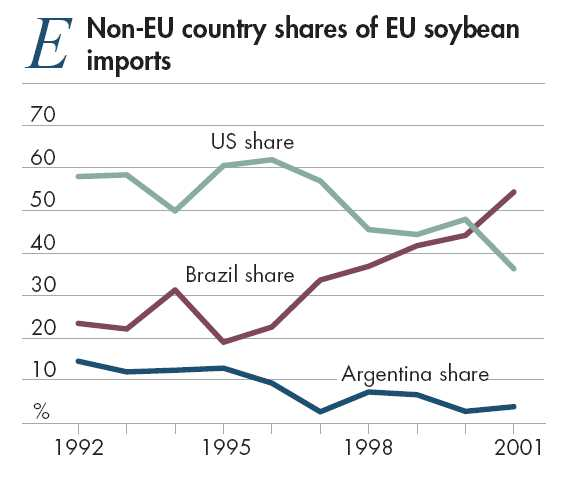 E Non-EU country shares of EU soybean
imports
70
US share
60
50
40
Brazil share
30
20
10
Argentina share
%
1992 1995 1998 2001